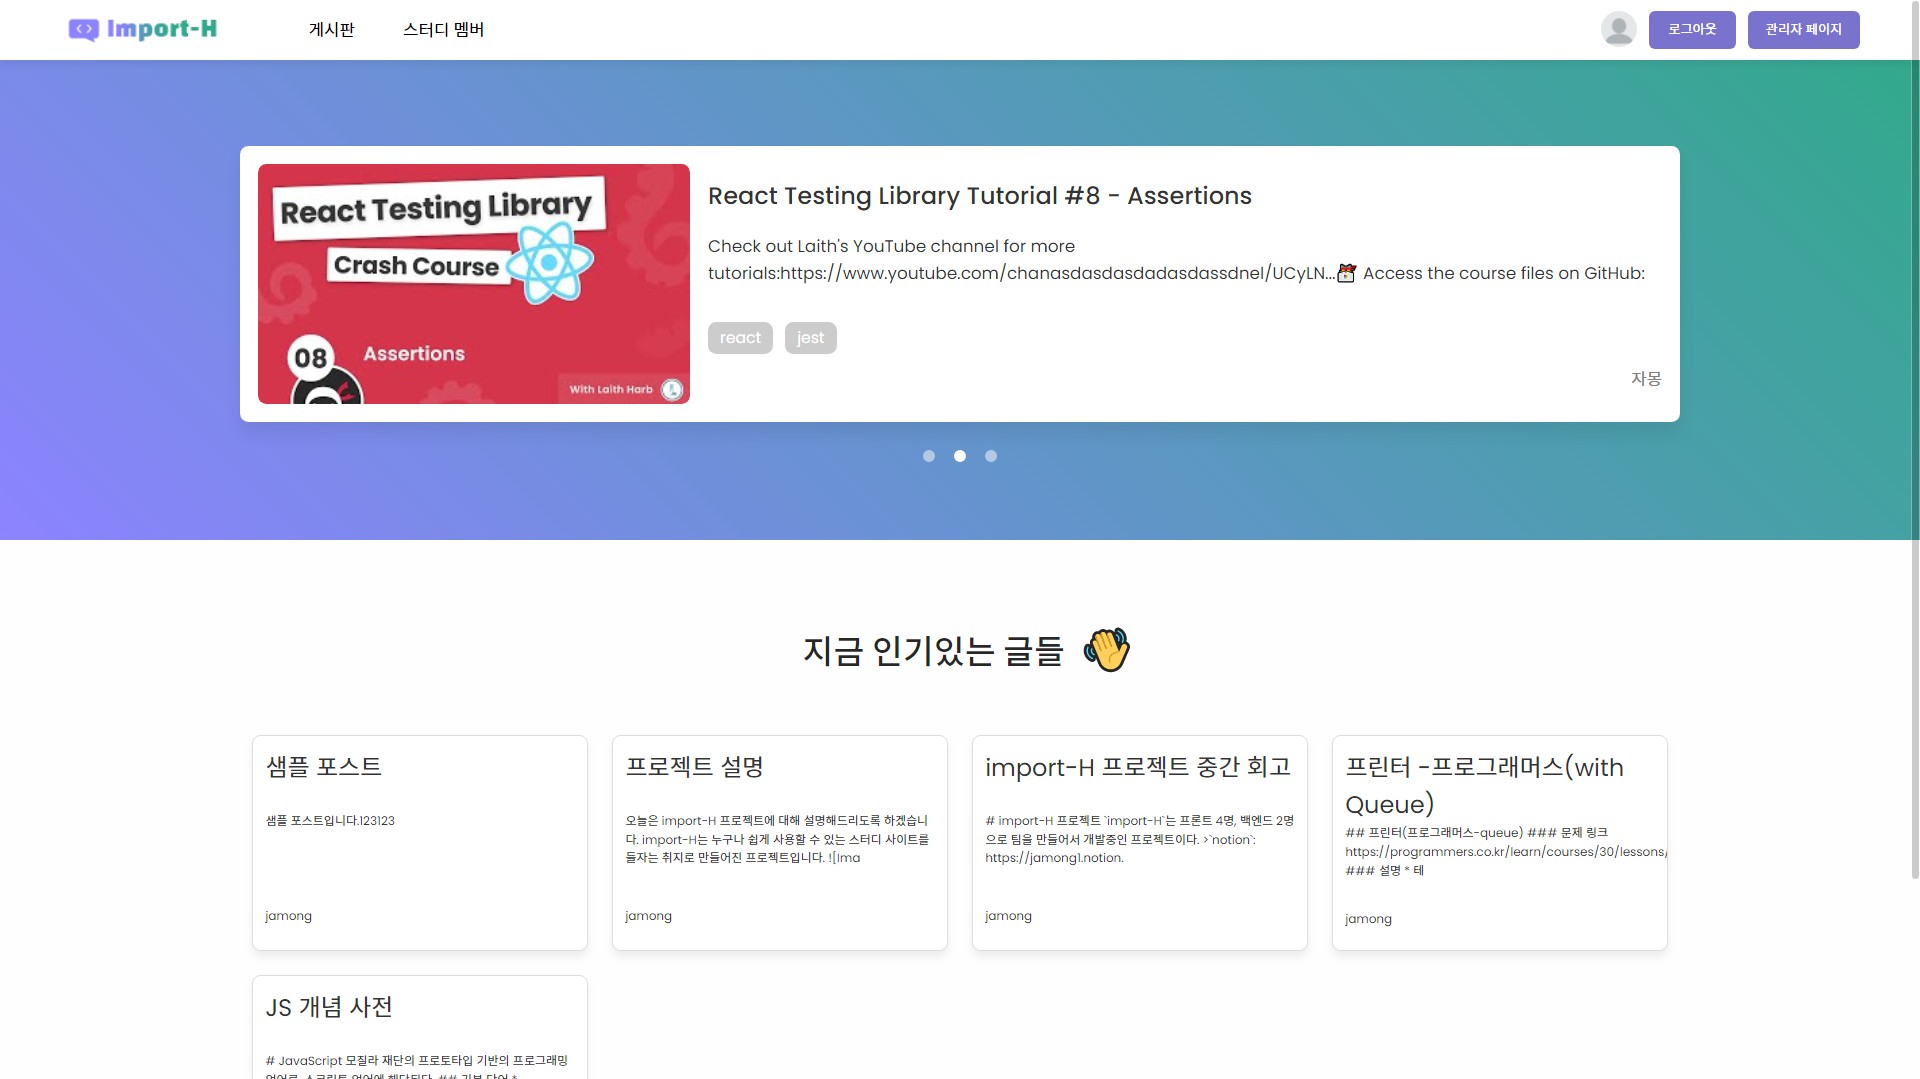 Import-H
게시판
스터디 멤버
로그아웃
관리자 페이지
React Testing Library
Crash Course
08
Assertions
With Laith Harb
React Testing Library Tutorial #8 - Assertions
Check out Laith's YouTube channel for more
tutorials:https://www.youtube.com/chanasdasdasdadasdassdnel/UCyLN... Access the course files on GitHub:
react
jest
자몽
지금 인기있는 글들
샘플 포스트
샘플 포스트입니다.123123
jamong
프로젝트 설명
오늘은 import-H 프로젝트에 대해 설명해드리도록 하겠습니
다. import-H는 누구나 쉽게 사용할 수 있는 스터디 사이트를
들자는 취지로 만들어진 프로젝트입니다. ![Ima
jamong
import-H 프로젝트 중간 회고
# import-H 프로젝트 `import-H`는 프론트 4명, 백엔드 2명
으로 팀을 만들어서 개발중인 프로젝트이다. >`notion`:
https://jamong1.notion.
jamong
프린터 -프로그래머스(with
Queue)
## 프린터(프로그래머스-queue) ### 문제 링크
https://programmers.co.kr/learn/courses/30/lessons/
### 설명 * 테
jamong
JS 개념 사전
# JavaScript 모질라 재단의 프로토타입 기반의 프로그래밍